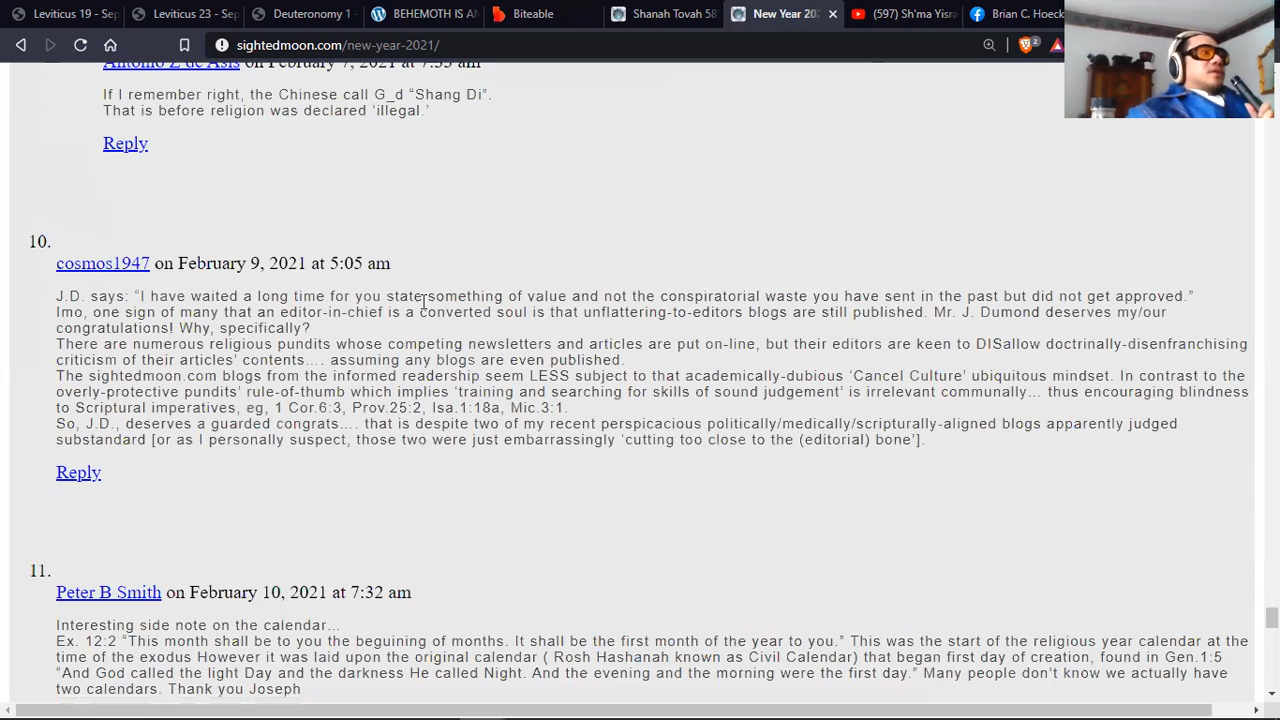 Leviticus 19 - Sep
Leviticus 23 - Sep
Deuteronomy 1 -
BEHEMOTH IS AN
Biteable
Shanah Tovah 58
New Year 202
(597) Sh'ma Yisra
Brian C. Hoeck
sightedmoon.com/new-year-2021/
2
Antonio Z de Asis on February 7, 2021 at 7:35 am
If I remember right, the Chinese call G_d “Shang Di”.
That is before religion was declared ‘illegal.’
Reply
10.
cosmos1947 on February 9, 2021 at 5:05 am
J.D. says: “I have waited a long time for you state something of value and not the conspiratorial waste you have sent in the past but did not get approved.”
Imo, one sign of many that an editor-in-chief is a converted soul is that unflattering-to-editors blogs are still published. Mr. J. Dumond deserves my/our
congratulations! Why, specifically?
There are numerous religious pundits whose competing newsletters and articles are put on-line, but their editors are keen to DISallow doctrinally-disenfranchising
criticism of their articles’ contents…. assuming any blogs are even published.
The sightedmoon.com blogs from the informed readership seem LESS subject to that academically-dubious ‘Cancel Culture’ ubiquitous mindset. In contrast to the
overly-protective pundits’ rule-of-thumb which implies ‘training and searching for skills of sound judgement’ is irrelevant communally… thus encouraging blindness
to Scriptural imperatives, eg, 1 Cor.6:3, Prov.25:2, Isa.1:18a, Mic.3:1.
So, J.D., deserves a guarded congrats…. that is despite two of my recent perspicacious politically/medically/scripturally-aligned blogs apparently judged
substandard [or as I personally suspect, those two were just embarrassingly ‘cutting too close to the (editorial) bone’].
Reply
11.
Peter B Smith on February 10, 2021 at 7:32 am
Interesting side note on the calendar…
Ex. 12:2 “This month shall be to you the beguining of months. It shall be the first month of the year to you.” This was the start of the religious year calendar at the
time of the exodus However it was laid upon the original calendar ( Rosh Hashanah known as Civil Calendar) that began first day of creation, found in Gen.1:5
“And God called the light Day and the darkness He called Night. And the evening and the morning were the first day.” Many people don’t know we actually have
two calendars. Thank you Joseph